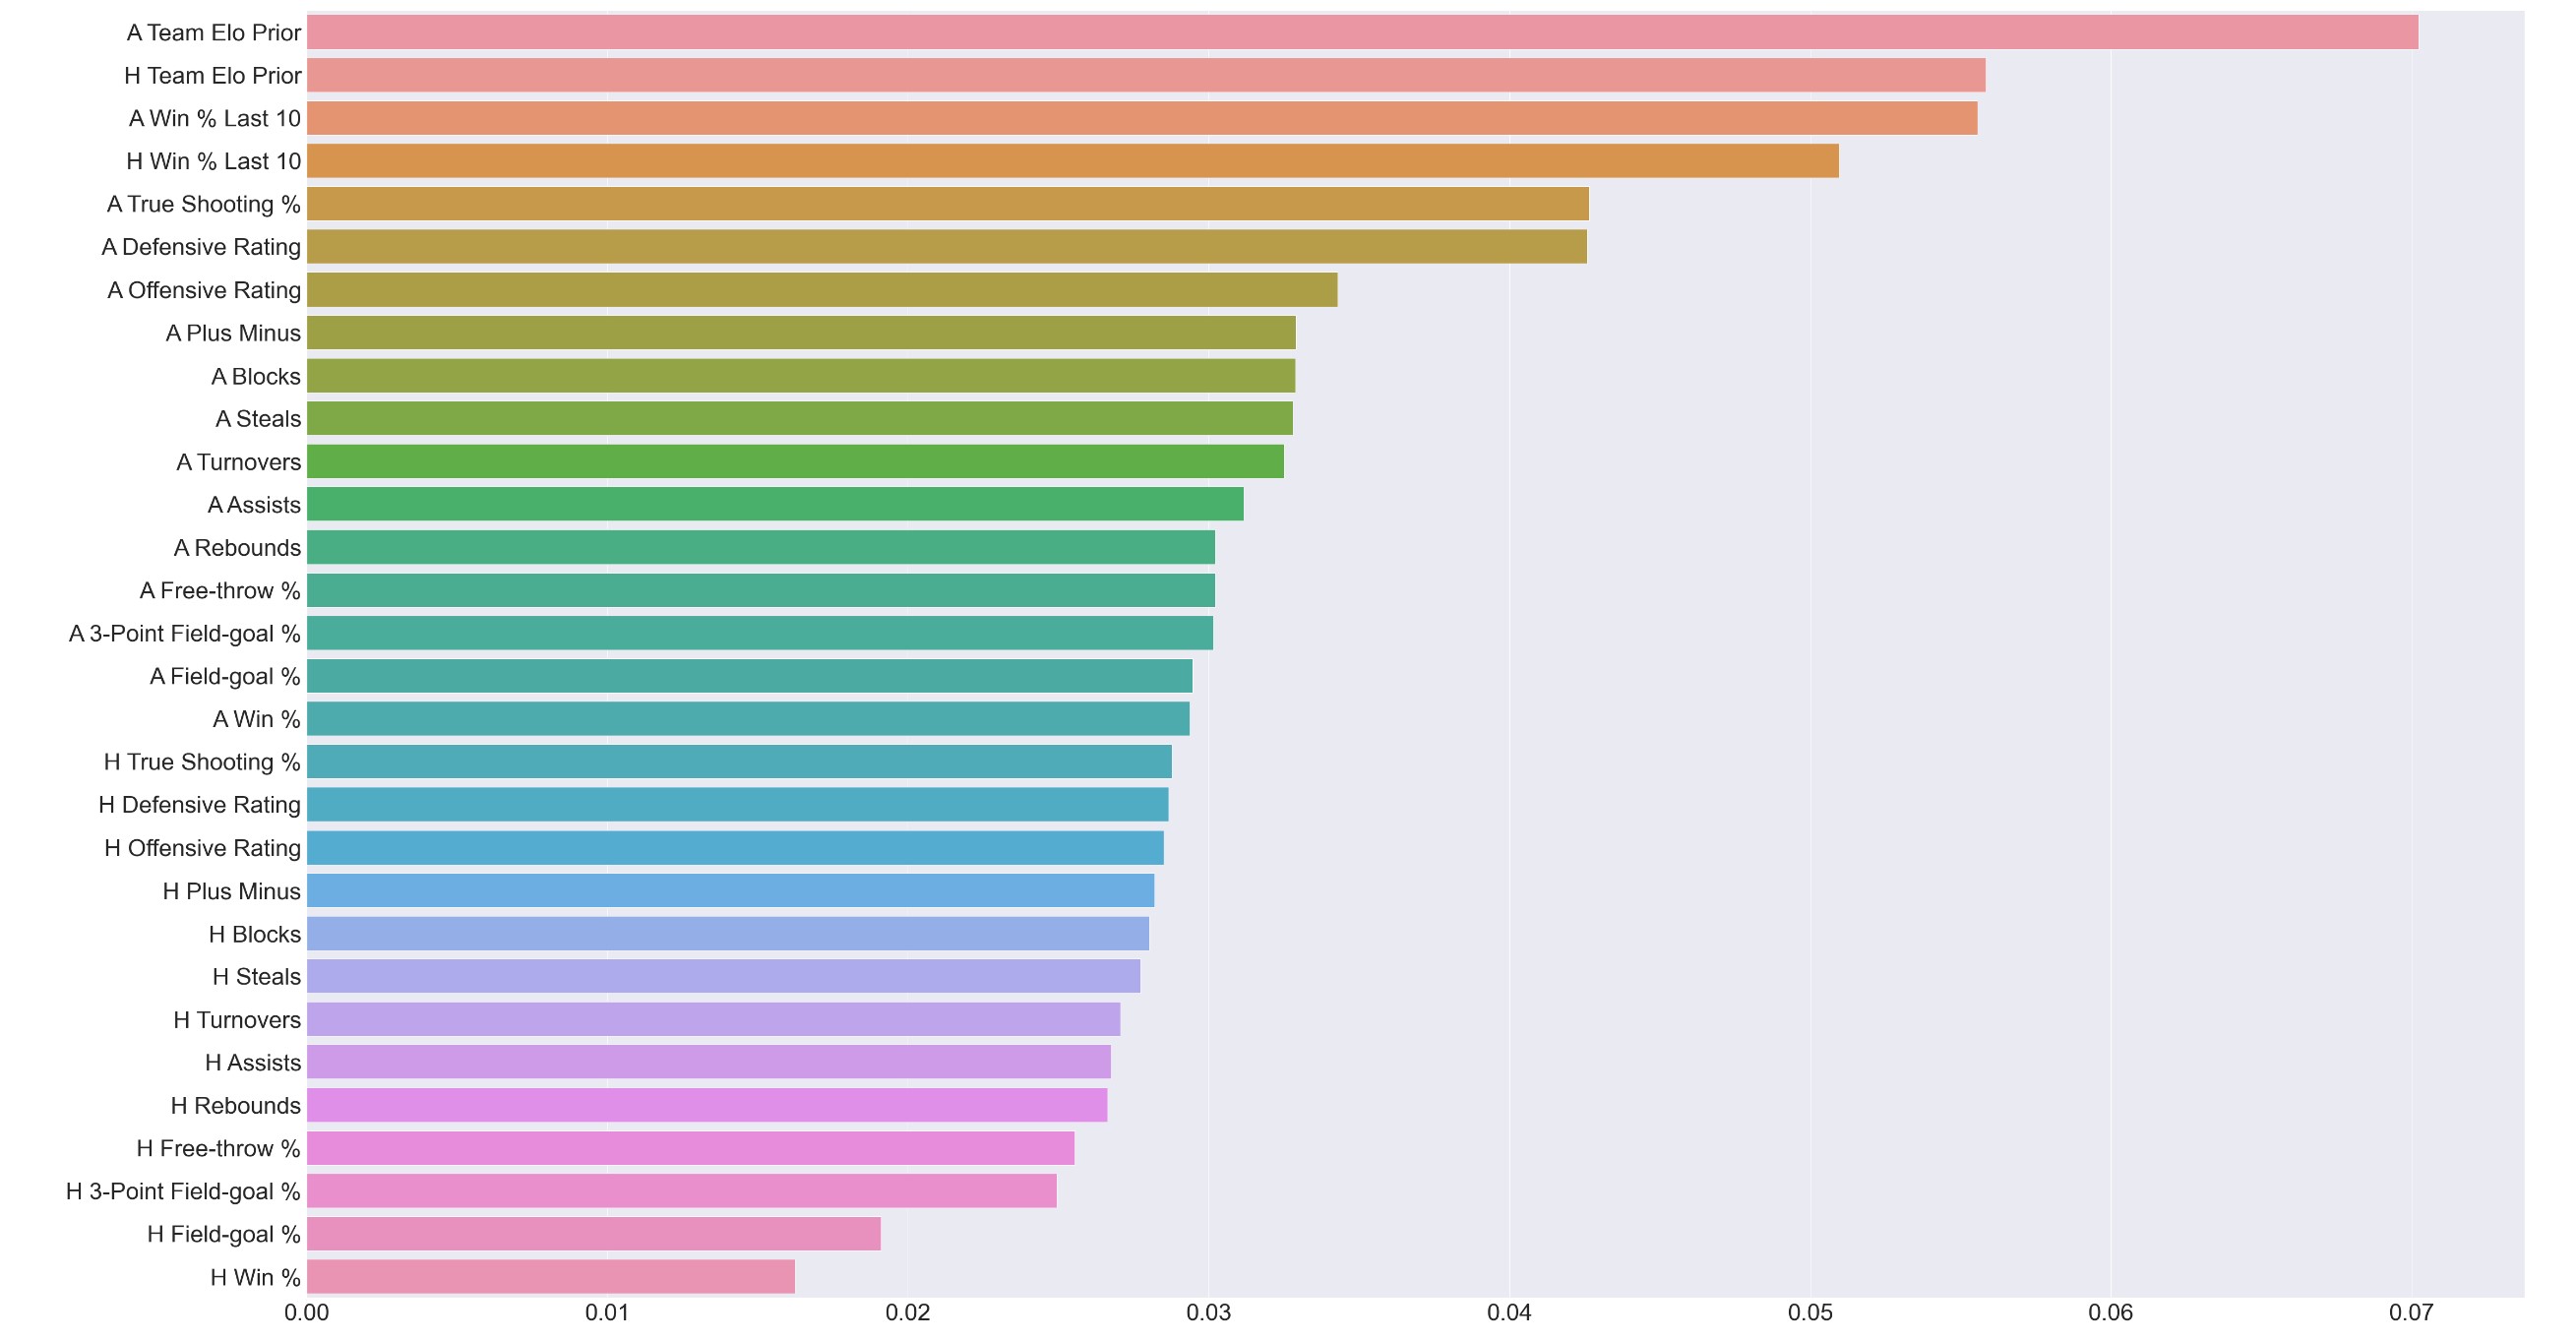 A Team Elo Prior
H Team Elo Prior
A Win % Last 10
H Win % Last 10
A True Shooting %
A Defensive Rating
A Offensive Rating
A Plus Minus
A Blocks
A Steals
A Turnovers
A Assists
A Rebounds
A Free-throw %
A 3-Point Field-goal %
A Field-goal %
A Win %
H True Shooting %
H Defensive Rating
H Offensive Rating
H Plus Minus
H Blocks
H Steals
H Turnovers
H Assists
H Rebounds
H Free-throw %
H 3-Point Field-goal %
H Field-goal %
H Win %
0.00 0.01 0.02 0.03 0.04 0.05 0.06 0.07